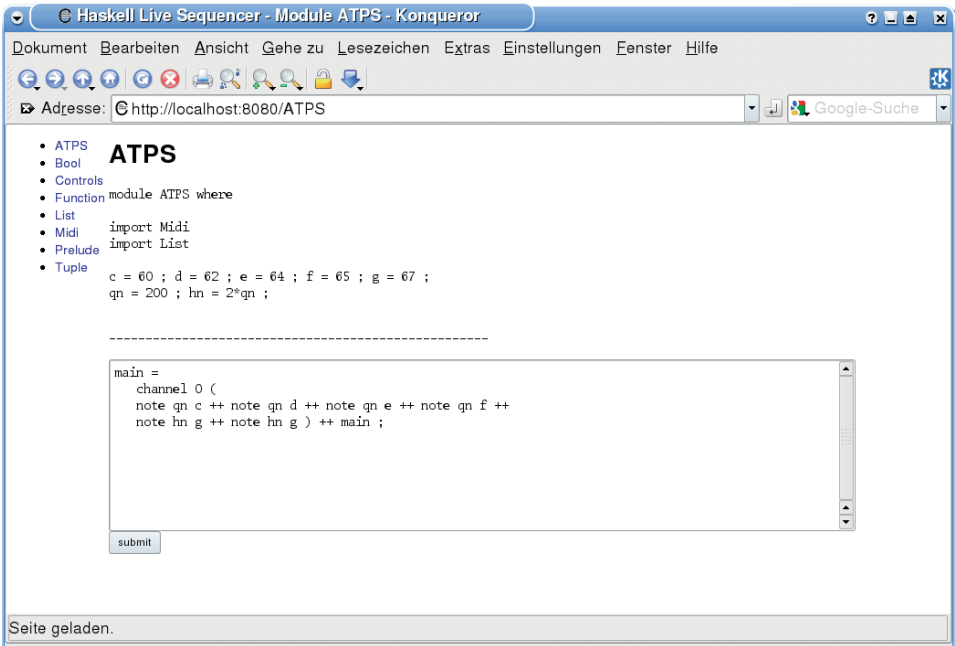 Haskell Live Sequencer - Module ATPS - Konqueror
Dokument Bearbeiten Ansicht Gehe zu Lesezeichen Extras Einstellungen Fenster Hilfe
Adresse: http://localhost:8080/ATPS Google-Suche
ATPS
Bool
Controls
Function
List
Midi
Prelude
Tuple
ATPS
module ATPS where
import Midi
import List
c = 60 ; d = 62 ; e = 64 ; f = 65 ; g = 67 ;
qn = 200 ; hn = 2*qn ;
----------------------------------------------------
main =
channel 0 (
note qn c ++ note qn d ++ note qn e ++ note qn f ++
note hn g ++ note hn g ) ++ main ;
submit
Seite geladen.